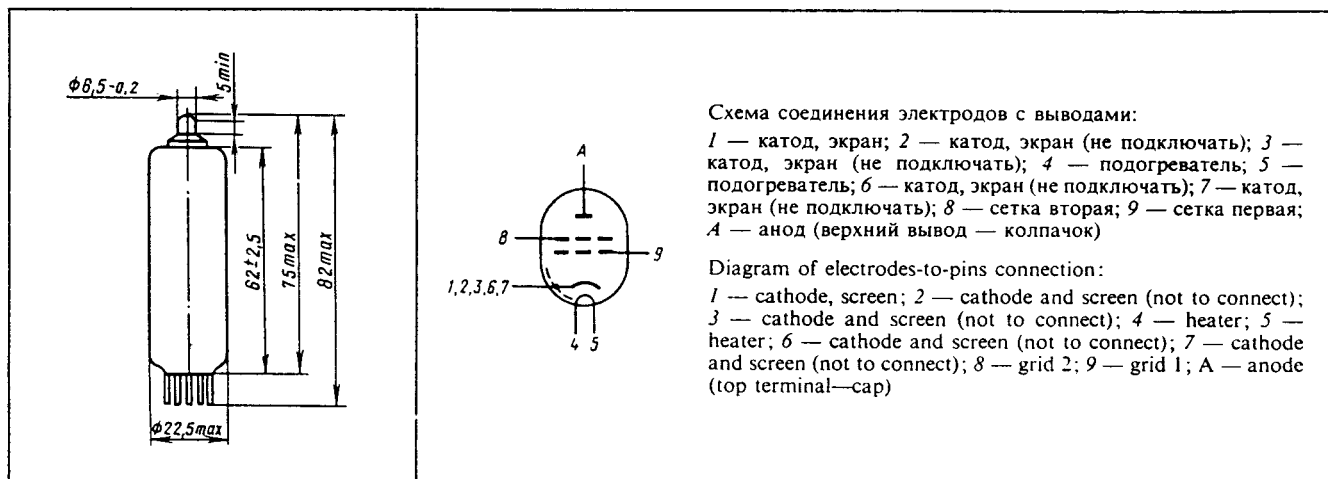 ϕ6,5-0,2
5min
62±2,5
75max
82max
ϕ22,5max
A
8
9
1,2,3,6,7
4 5
Схема соединения электродов с выводами:
1 — катод, экран; 2 — катод, экран (не подключать); 3 —
катод, экран (не подключать); 4 — подогреватель; 5 —
подогреватель; 6 — катод, экран (не подключать); 7 — катод,
экран (не подключать); 8 — сетка вторая; 9 — сетка первая;
А — анод (верхний вывод — колпачок)
Diagram of electrodes-to-pins connection:
1 — cathode, screen; 2 — cathode and screen (not to connect);
3 — cathode and screen (not to connect); 4 — heater; 5 —
heater; 6 — cathode and screen (not to connect); 7 — cathode
and screen (not to connect); 8 — grid 2; 9 — grid 1; A — anode
(top terminal—cap)